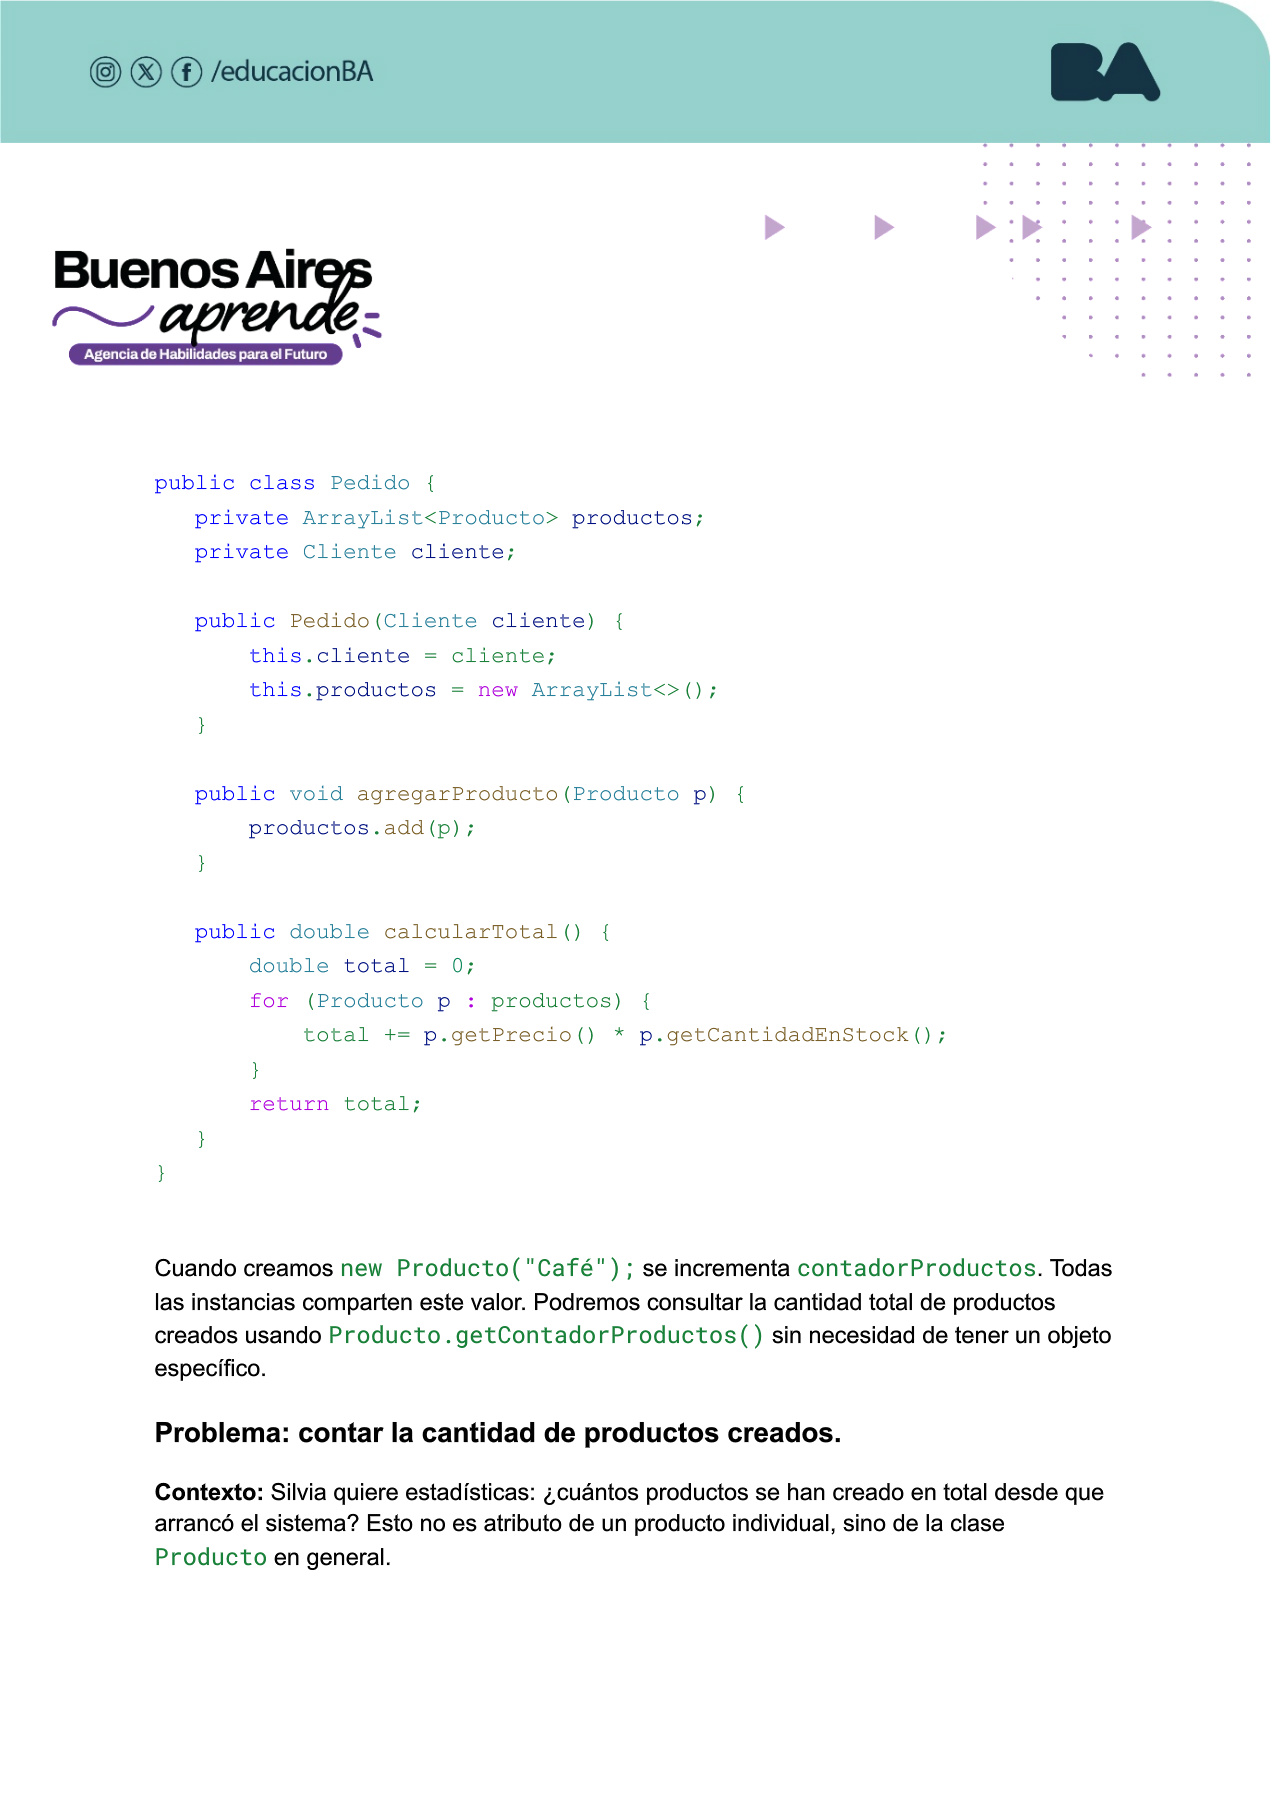 /educacionBA
BA
Buenos Aires
aprende
Agencia de Habilidades para el Futuro
public class Pedido {
private ArrayList<Producto> productos;
private Cliente cliente;
public Pedido(Cliente cliente) {
this.cliente = cliente;
this.productos = new ArrayList<>();
}
public void agregarProducto(Producto p) {
productos.add(p);
}
public double calcularTotal() {
double total = 0;
for (Producto p : productos) {
total += p.getPrecio() * p.getCantidadEnStock();
}
return total;
}
}
Cuando creamos new Producto("Café"); se incrementa contadorProductos. Todas
las instancias comparten este valor. Podremos consultar la cantidad total de productos
creados usando Producto.getContadorProductos() sin necesidad de tener un objeto
específico.
Problema: contar la cantidad de productos creados.
Contexto: Silvia quiere estadísticas: ¿cuántos productos se han creado en total desde que
arrancó el sistema? Esto no es atributo de un producto individual, sino de la clase
Producto en general.